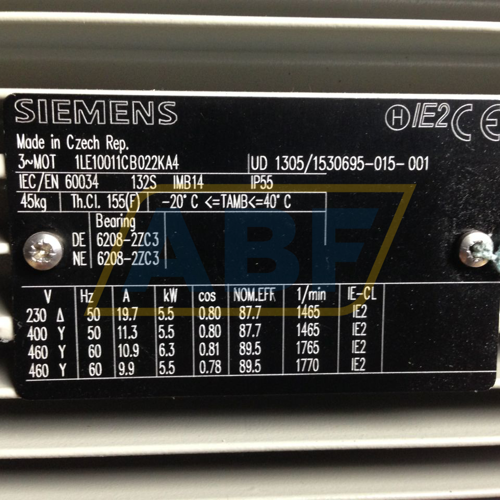 SIEMENS
H IE2 CE
Made in Czech Rep.
3~MOT 1LE10011CB022KA4 UD 1305/1530695-015-001
IEC/EN 60034 132S IMB14 IP55
45kg Th.Cl. 155(F) -20°C <=TAMB<=40°C
Bearing
DE 6208-2ZC3
NE 6208-2ZC3
V Hz A kW cos NOM.EFF 1/min IE-CL
230 Δ 50 19.7 5.5 0.80 87.7 1465 IE2
400 Y 50 11.3 5.5 0.80 87.7 1465 IE2
460 Y 60 10.9 6.3 0.81 89.5 1765 IE2
460 Y 60 9.9 5.5 0.78 89.5 1770 IE2
ABF